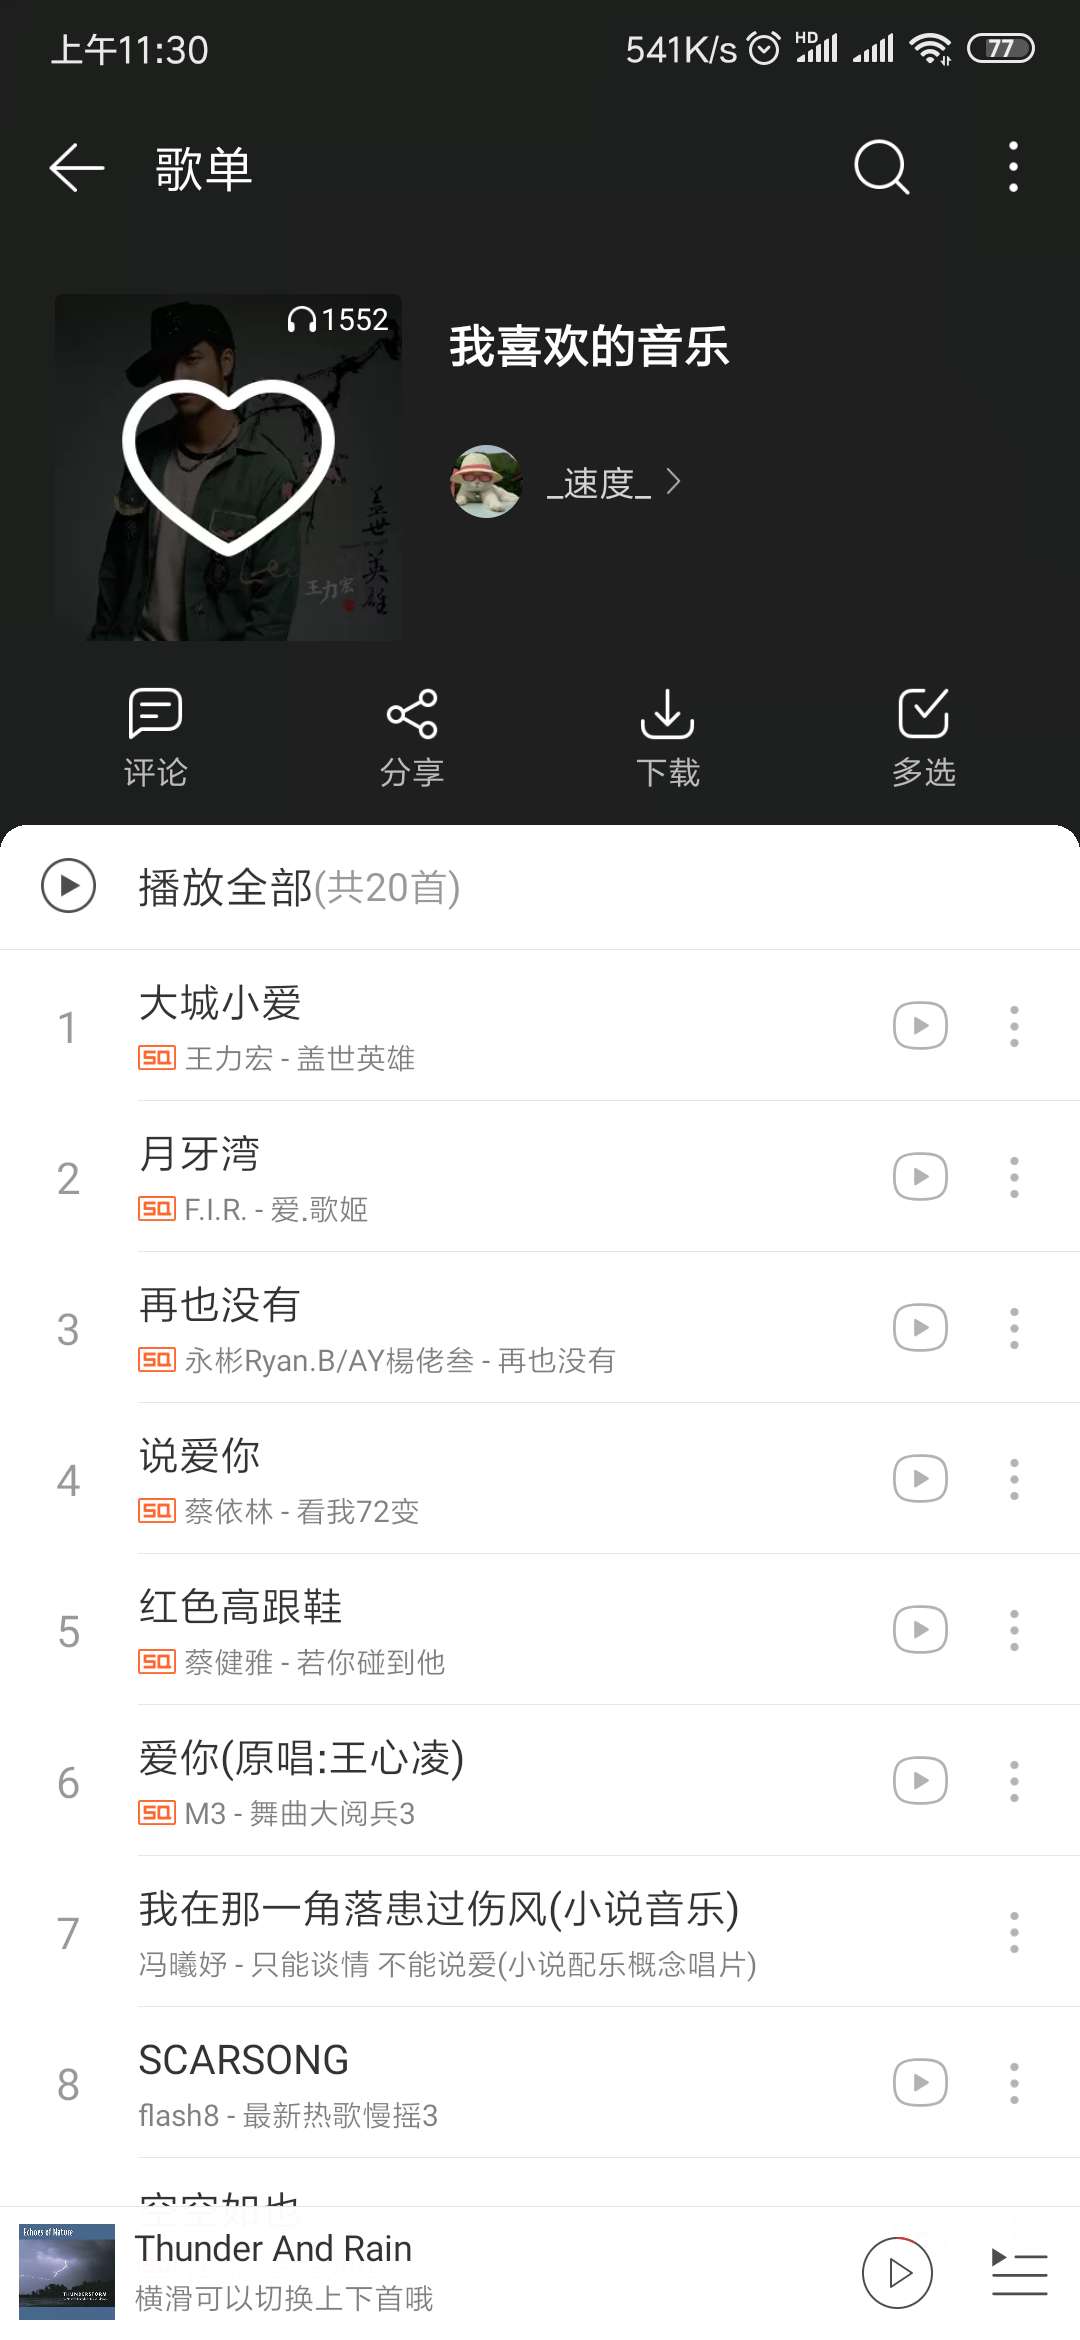 上午11:30
541K/s HD 77
歌单
1552
我喜欢的音乐
_速度_
盖世英雄
王力宏
评论 分享 下载 多选
播放全部(共20首)
1 大城小爱
SQ 王力宏 - 盖世英雄
2 月牙湾
SQ F.I.R. - 爱.歌姬
3 再也没有
SQ 永彬Ryan.B/AY楊佬叁 - 再也没有
4 说爱你
SQ 蔡依林 - 看我72变
5 红色高跟鞋
SQ 蔡健雅 - 若你碰到他
6 爱你(原唱:王心凌)
SQ M3 - 舞曲大阅兵3
7 我在那一角落患过伤风(小说音乐)
冯曦妤 - 只能谈情 不能说爱(小说配乐概念唱片)
8 SCARSONG
flash8 - 最新热歌慢摇3
空空如也
Echoes of Nature
THUNDERSTORM
Thunder And Rain
横滑可以切换上下首哦